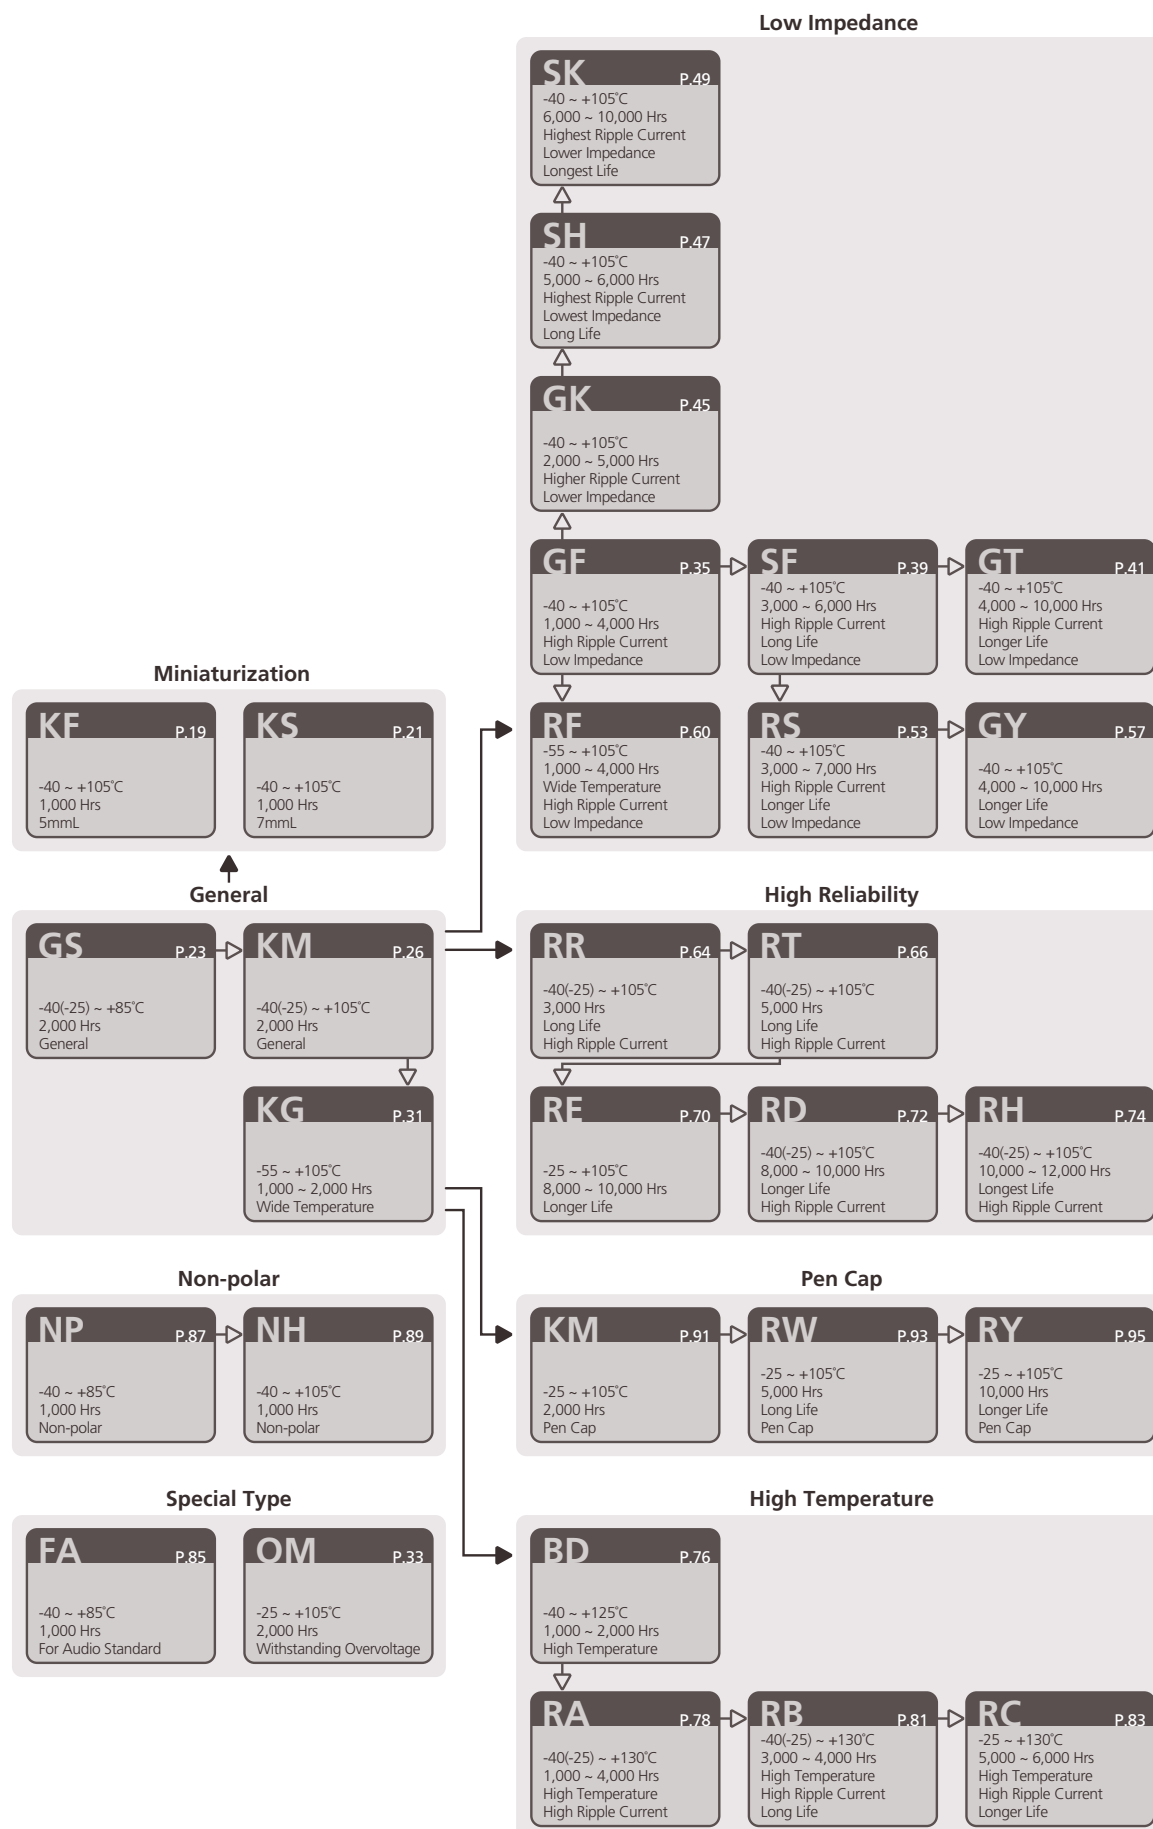 Low Impedance
SK P.49
-40 ~ +105˚C
6,000 ~ 10,000 Hrs
Highest Ripple Current
Lower Impedance
Longest Life
SH P.47
-40 ~ +105˚C
5,000 ~ 6,000 Hrs
Highest Ripple Current
Lowest Impedance
Long Life
GK P.45
-40 ~ +105˚C
2,000 ~ 5,000 Hrs
Higher Ripple Current
Lower Impedance
GF P.35
-40 ~ +105˚C
1,000 ~ 4,000 Hrs
High Ripple Current
Low Impedance
SF P.39
-40 ~ +105˚C
3,000 ~ 6,000 Hrs
High Ripple Current
Long Life
Low Impedance
GT P.41
-40 ~ +105˚C
4,000 ~ 10,000 Hrs
High Ripple Current
Longer Life
Low Impedance
RF P.60
-55 ~ +105˚C
1,000 ~ 4,000 Hrs
Wide Temperature
High Ripple Current
Low Impedance
RS P.53
-40 ~ +105˚C
3,000 ~ 7,000 Hrs
High Ripple Current
Longer Life
Low Impedance
GY P.57
-40 ~ +105˚C
4,000 ~ 10,000 Hrs
Longer Life
Low Impedance
Miniaturization
KF P.19
-40 ~ +105˚C
1,000 Hrs
5mmL
KS P.21
-40 ~ +105˚C
1,000 Hrs
7mmL
General
GS P.23
-40(-25) ~ +85˚C
2,000 Hrs
General
KM P.26
-40(-25) ~ +105˚C
2,000 Hrs
General
KG P.31
-55 ~ +105˚C
1,000 ~ 2,000 Hrs
Wide Temperature
High Reliability
RR P.64
-40(-25) ~ +105˚C
3,000 Hrs
Long Life
High Ripple Current
RT P.66
-40(-25) ~ +105˚C
5,000 Hrs
Long Life
High Ripple Current
RE P.70
-25 ~ +105˚C
8,000 ~ 10,000 Hrs
Longer Life
RD P.72
-40(-25) ~ +105˚C
8,000 ~ 10,000 Hrs
Longer Life
High Ripple Current
RH P.74
-40(-25) ~ +105˚C
10,000 ~ 12,000 Hrs
Longest Life
High Ripple Current
Non-polar
NP P.87
-40 ~ +85˚C
1,000 Hrs
Non-polar
NH P.89
-40 ~ +105˚C
1,000 Hrs
Non-polar
Pen Cap
KM P.91
-25 ~ +105˚C
2,000 Hrs
Pen Cap
RW P.93
-25 ~ +105˚C
5,000 Hrs
Long Life
Pen Cap
RY P.95
-25 ~ +105˚C
10,000 Hrs
Longer Life
Pen Cap
Special Type
FA P.85
-40 ~ +85˚C
1,000 Hrs
For Audio Standard
OM P.33
-25 ~ +105˚C
2,000 Hrs
Withstanding Overvoltage
High Temperature
BD P.76
-40 ~ +125˚C
1,000 ~ 2,000 Hrs
High Temperature
RA P.78
-40(-25) ~ +130˚C
1,000 ~ 4,000 Hrs
High Temperature
High Ripple Current
RB P.81
-40(-25) ~ +130˚C
3,000 ~ 4,000 Hrs
High Temperature
High Ripple Current
Long Life
RC P.83
-25 ~ +130˚C
5,000 ~ 6,000 Hrs
High Temperature
High Ripple Current
Longer Life